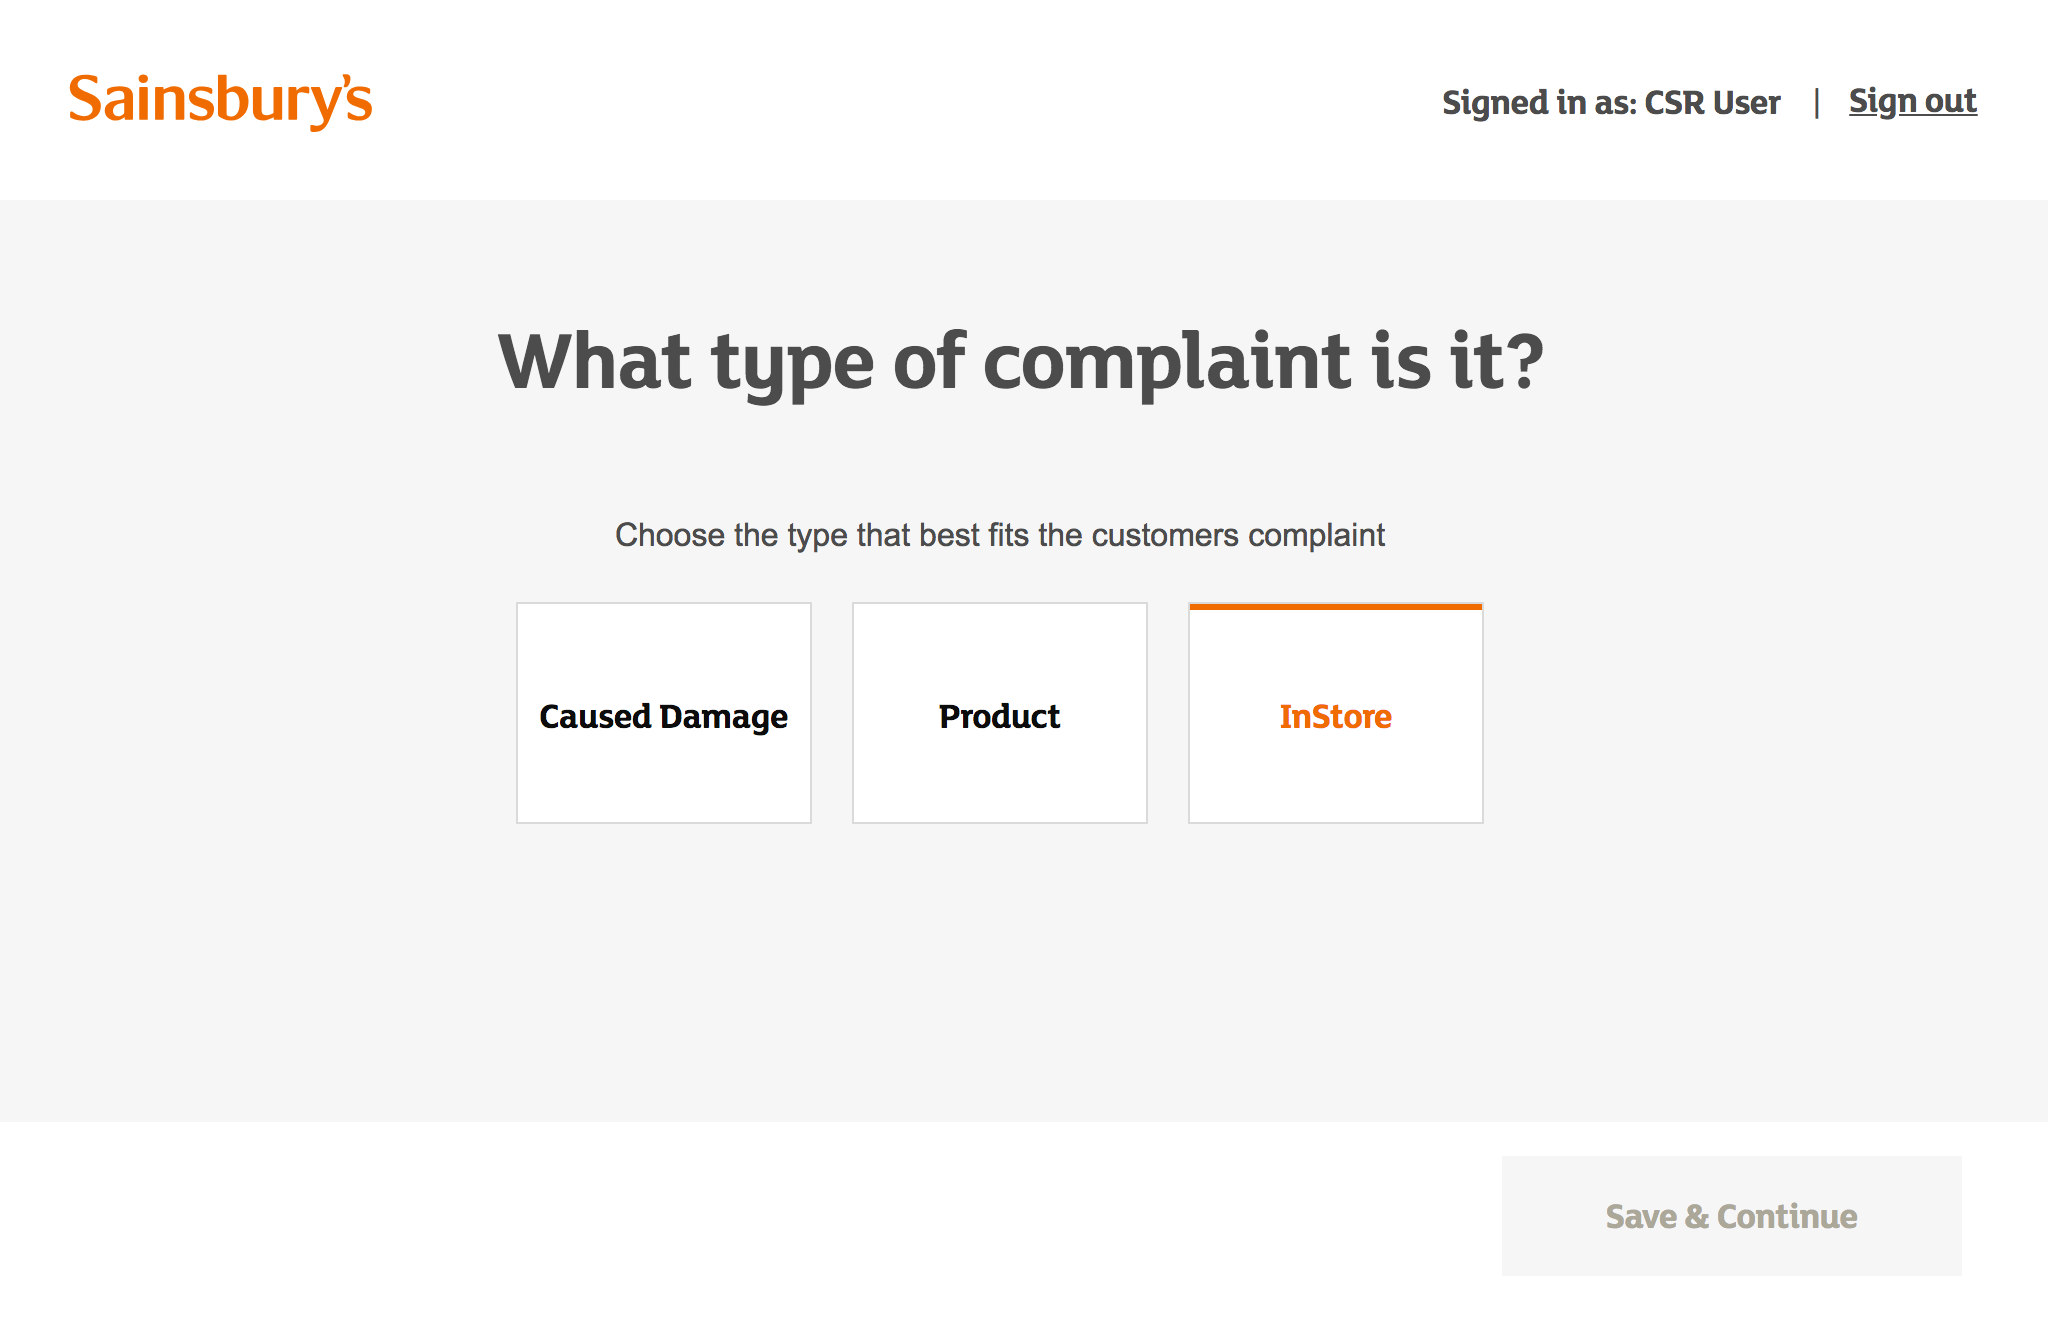 Sainsbury's
Signed in as: CSR User | Sign out
What type of complaint is it?
Choose the type that best fits the customers complaint
Caused Damage
Product
InStore
Save & Continue